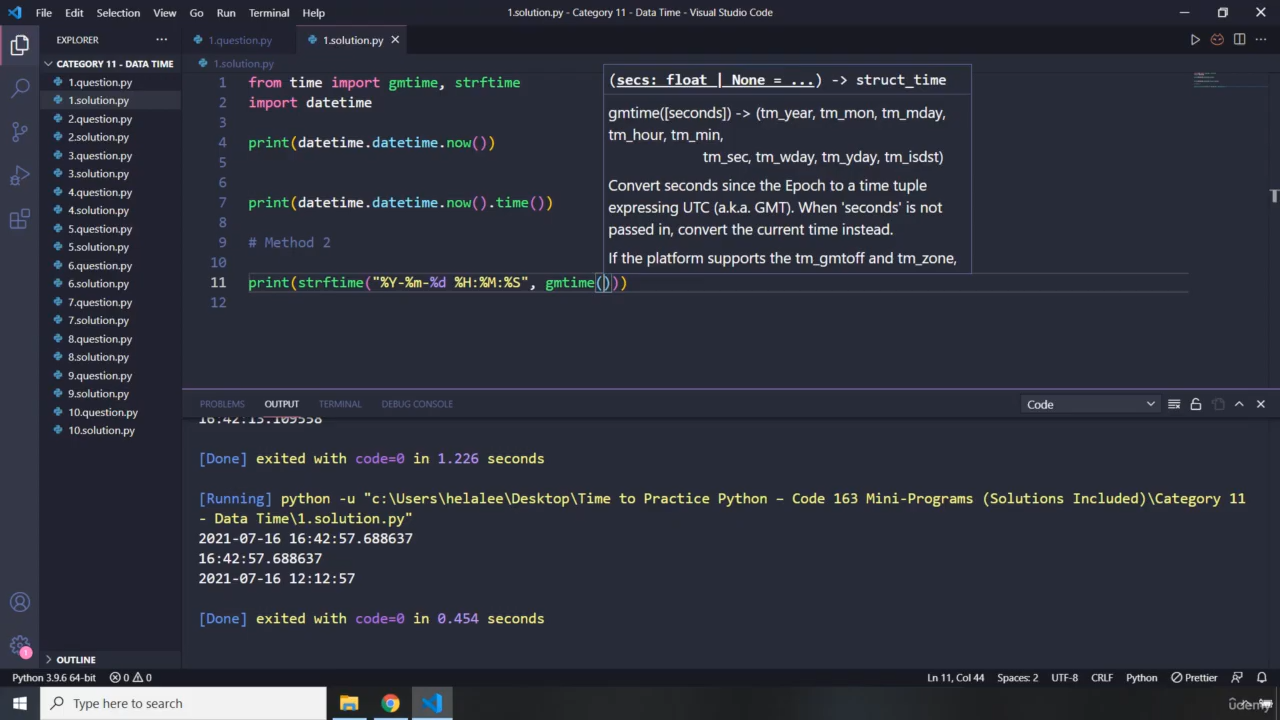 File Edit Selection View Go Run Terminal Help
1.solution.py - Category 11 - Data Time - Visual Studio Code
EXPLORER
1.question.py
1.solution.py
CATEGORY 11 - DATA TIME
1.question.py
1.solution.py
2.question.py
2.solution.py
3.question.py
3.solution.py
4.question.py
4.solution.py
5.question.py
5.solution.py
6.question.py
6.solution.py
7.question.py
7.solution.py
8.question.py
8.solution.py
9.question.py
9.solution.py
10.question.py
10.solution.py
OUTLINE
1.solution.py
1 from time import gmtime, strftime
2 import datetime
3
4 print(datetime.datetime.now())
5
6
7 print(datetime.datetime.now().time())
8
9 # Method 2
10
11 print(strftime("%Y-%m-%d %H:%M:%S", gmtime()))
12
(secs: float | None = ...) -> struct_time
gmtime([seconds]) -> (tm_year, tm_mon, tm_mday,
tm_hour, tm_min,
tm_sec, tm_wday, tm_yday, tm_isdst)
Convert seconds since the Epoch to a time tuple
expressing UTC (a.k.a. GMT). When 'seconds' is not
passed in, convert the current time instead.
If the platform supports the tm_gmtoff and tm_zone,
PROBLEMS OUTPUT TERMINAL DEBUG CONSOLE
Code
16:42:13.109558
[Done] exited with code=0 in 1.226 seconds
[Running] python -u "c:\Users\helalee\Desktop\Time to Practice Python – Code 163 Mini-Programs (Solutions Included)\Category 11
- Data Time\1.solution.py"
2021-07-16 16:42:57.688637
16:42:57.688637
2021-07-16 12:12:57
[Done] exited with code=0 in 0.454 seconds
1
Python 3.9.6 64-bit 0 0
Ln 11, Col 44 Spaces: 2 UTF-8 CRLF Python Prettier
Type here to search
Udemy